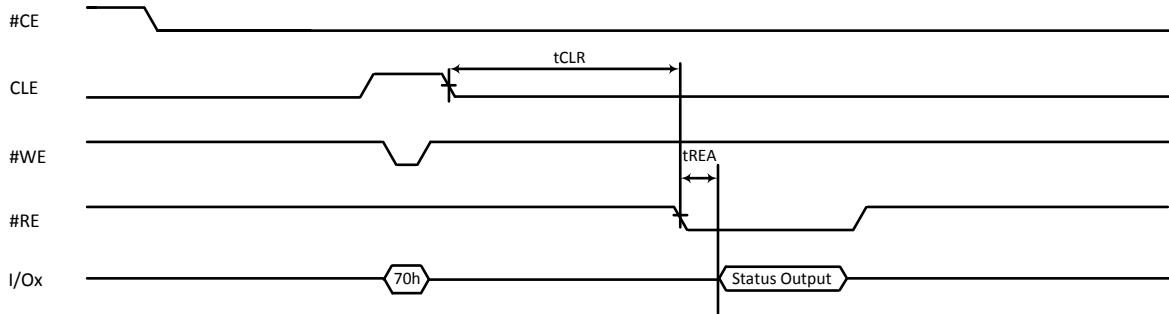 #CE
tCLR
CLE
#WE
tREA
#RE
I/Ox
70h
Status Output